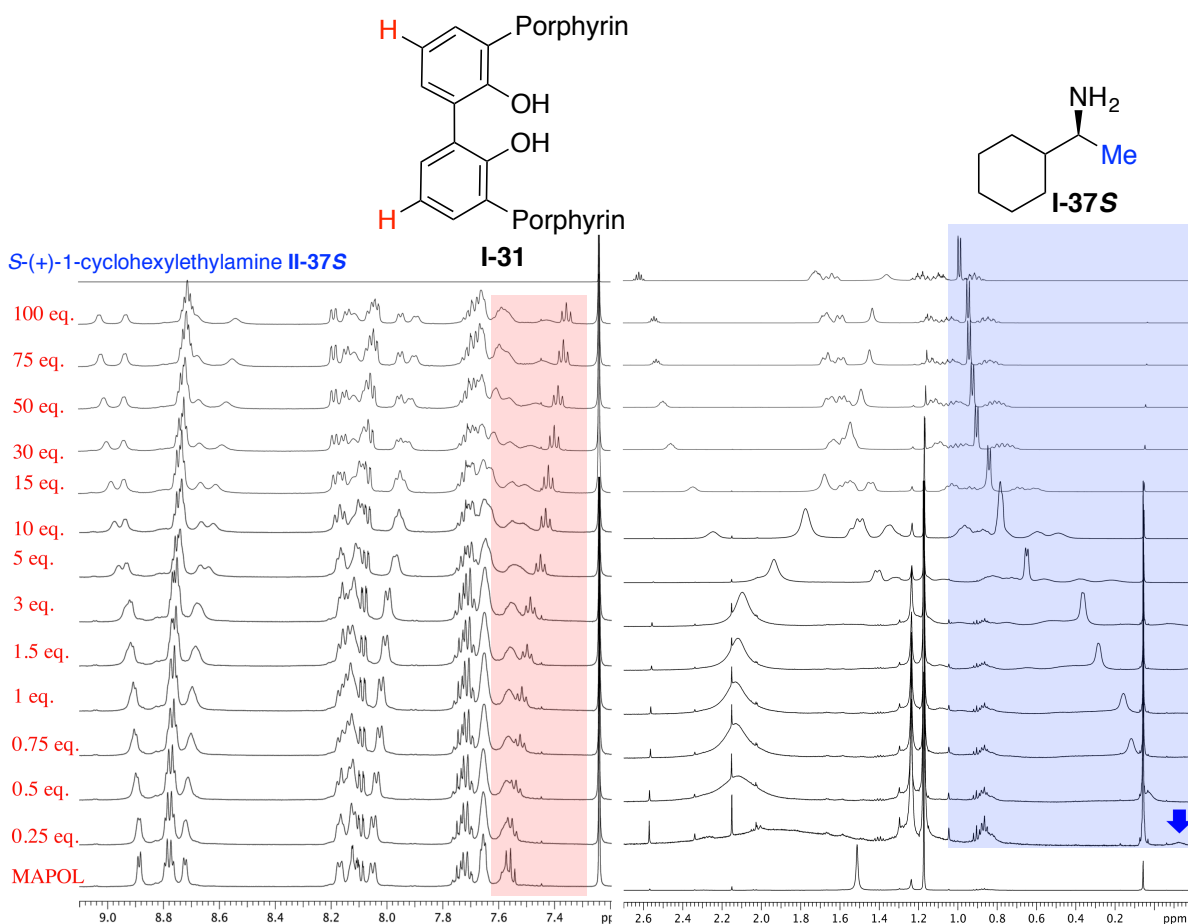 H
Porphyrin
OH
OH
H
Porphyrin
I-31
NH2
Me
I-37S
S-(+)-1-cyclohexylethylamine II-37S
100 eq.
75 eq.
50 eq.
30 eq.
15 eq.
10 eq.
5 eq.
3 eq.
1.5 eq.
1 eq.
0.75 eq.
0.5 eq.
0.25 eq.
MAPOL
9.0 8.8 8.6 8.4 8.2 8.0 7.8 7.6 7.4 pp
2.6 2.4 2.2 2.0 1.8 1.6 1.4 1.2 1.0 0.8 0.6 0.4 0.2 ppm